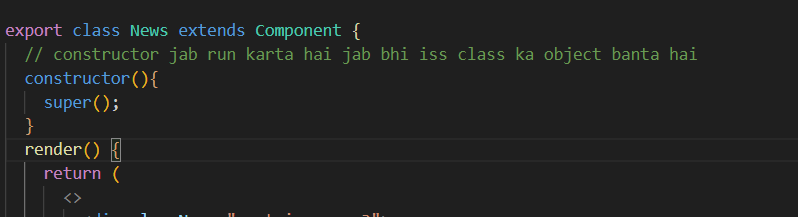 export class News extends Component {
// constructor jab run karta hai jab bhi iss class ka object banta hai
constructor(){
super();
}
render() {
return (
<>